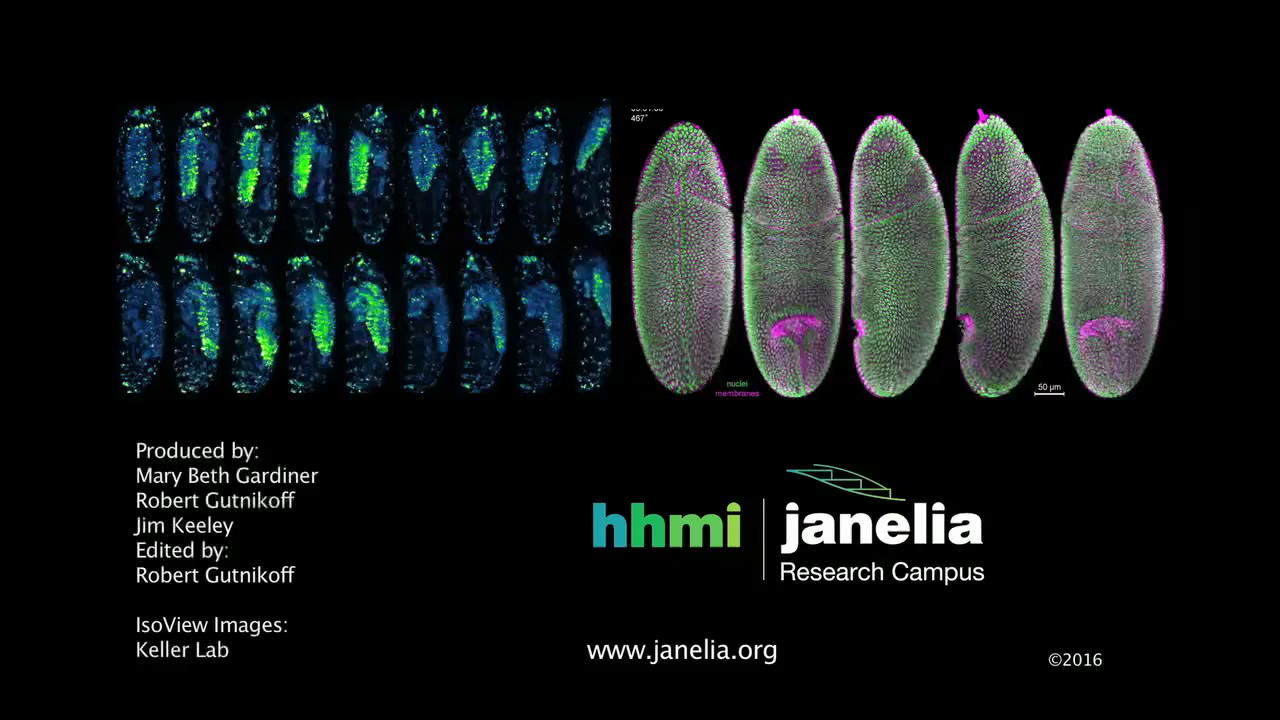 467°
nuclei
membranes
50 µm
Produced by:
Mary Beth Gardiner
Robert Gutnikoff
Jim Keeley
Edited by:
Robert Gutnikoff
IsoView Images:
Keller Lab
hhmi
janelia
Research Campus
www.janelia.org
©2016